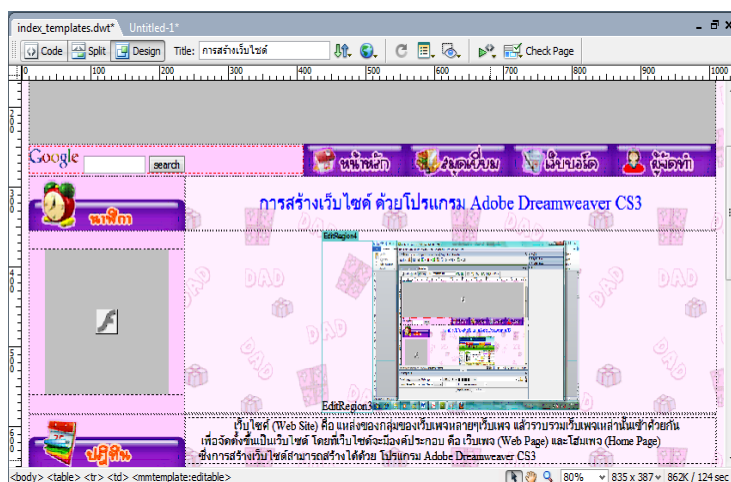 index_templates.dwt* Untitled-1*
Code Split Design Title: การสร้างเว็บไซต์ Check Page
0 100 200 300 400 500 600 700 800 900 1000
Google search หน้าหลัก สมุดเยี่ยม เว็บบอร์ด ผู้จัดทำ
นาฬิกา
การสร้างเว็บไซต์ ด้วยโปรแกรม Adobe Dreamweaver CS3
EditRegion4
EditRegion3
ปฏิทิน
เว็บไซต์ (Web Site) คือ แหล่งของกลุ่มของเว็บเพจหลายๆเว็บเพจ แล้วรวบรวมเว็บเพจเหล่านั้นเข้าด้วยกัน
เพื่อจัดตั้งขึ้นเป็นเว็บไซต์ โดยที่เว็บไซต์จะมีองค์ประกอบ คือ เว็บเพจ (Web Page) และโฮมเพจ (Home Page)
ซึ่งการสร้างเว็บไซต์สามารถสร้างได้ด้วย โปรแกรม Adobe Dreamweaver CS3
<body> <table> <tr> <td> <mmtemplate:editable> 80% 835 x 387 862K / 124 sec